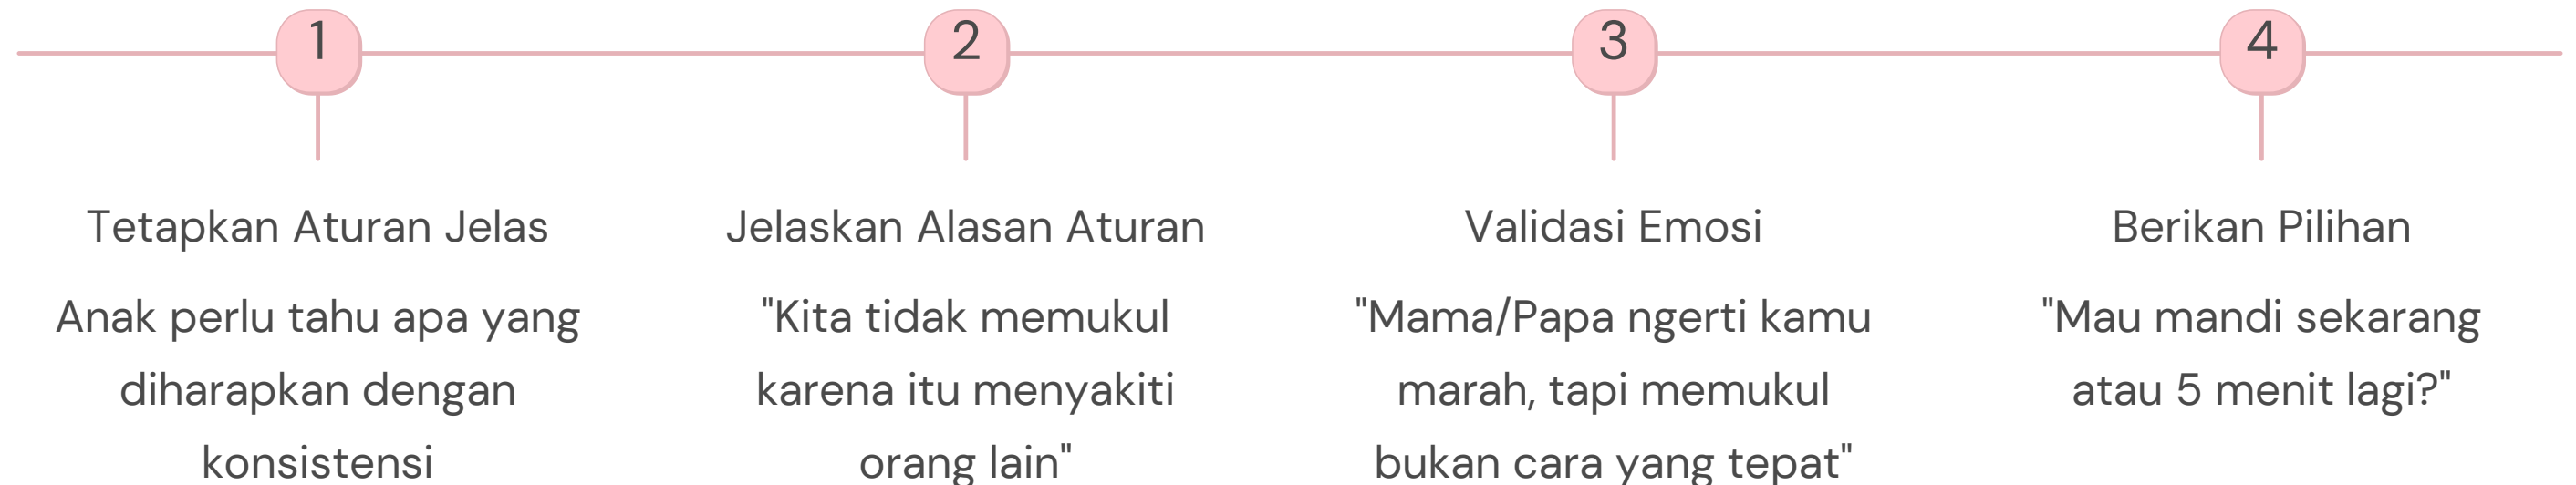 1
2
3
4
Tetapkan Aturan Jelas
Anak perlu tahu apa yang
diharapkan dengan
konsistensi
Jelaskan Alasan Aturan
"Kita tidak memukul
karena itu menyakiti
orang lain"
Validasi Emosi
"Mama/Papa ngerti kamu
marah, tapi memukul
bukan cara yang tepat"
Berikan Pilihan
"Mau mandi sekarang
atau 5 menit lagi?"